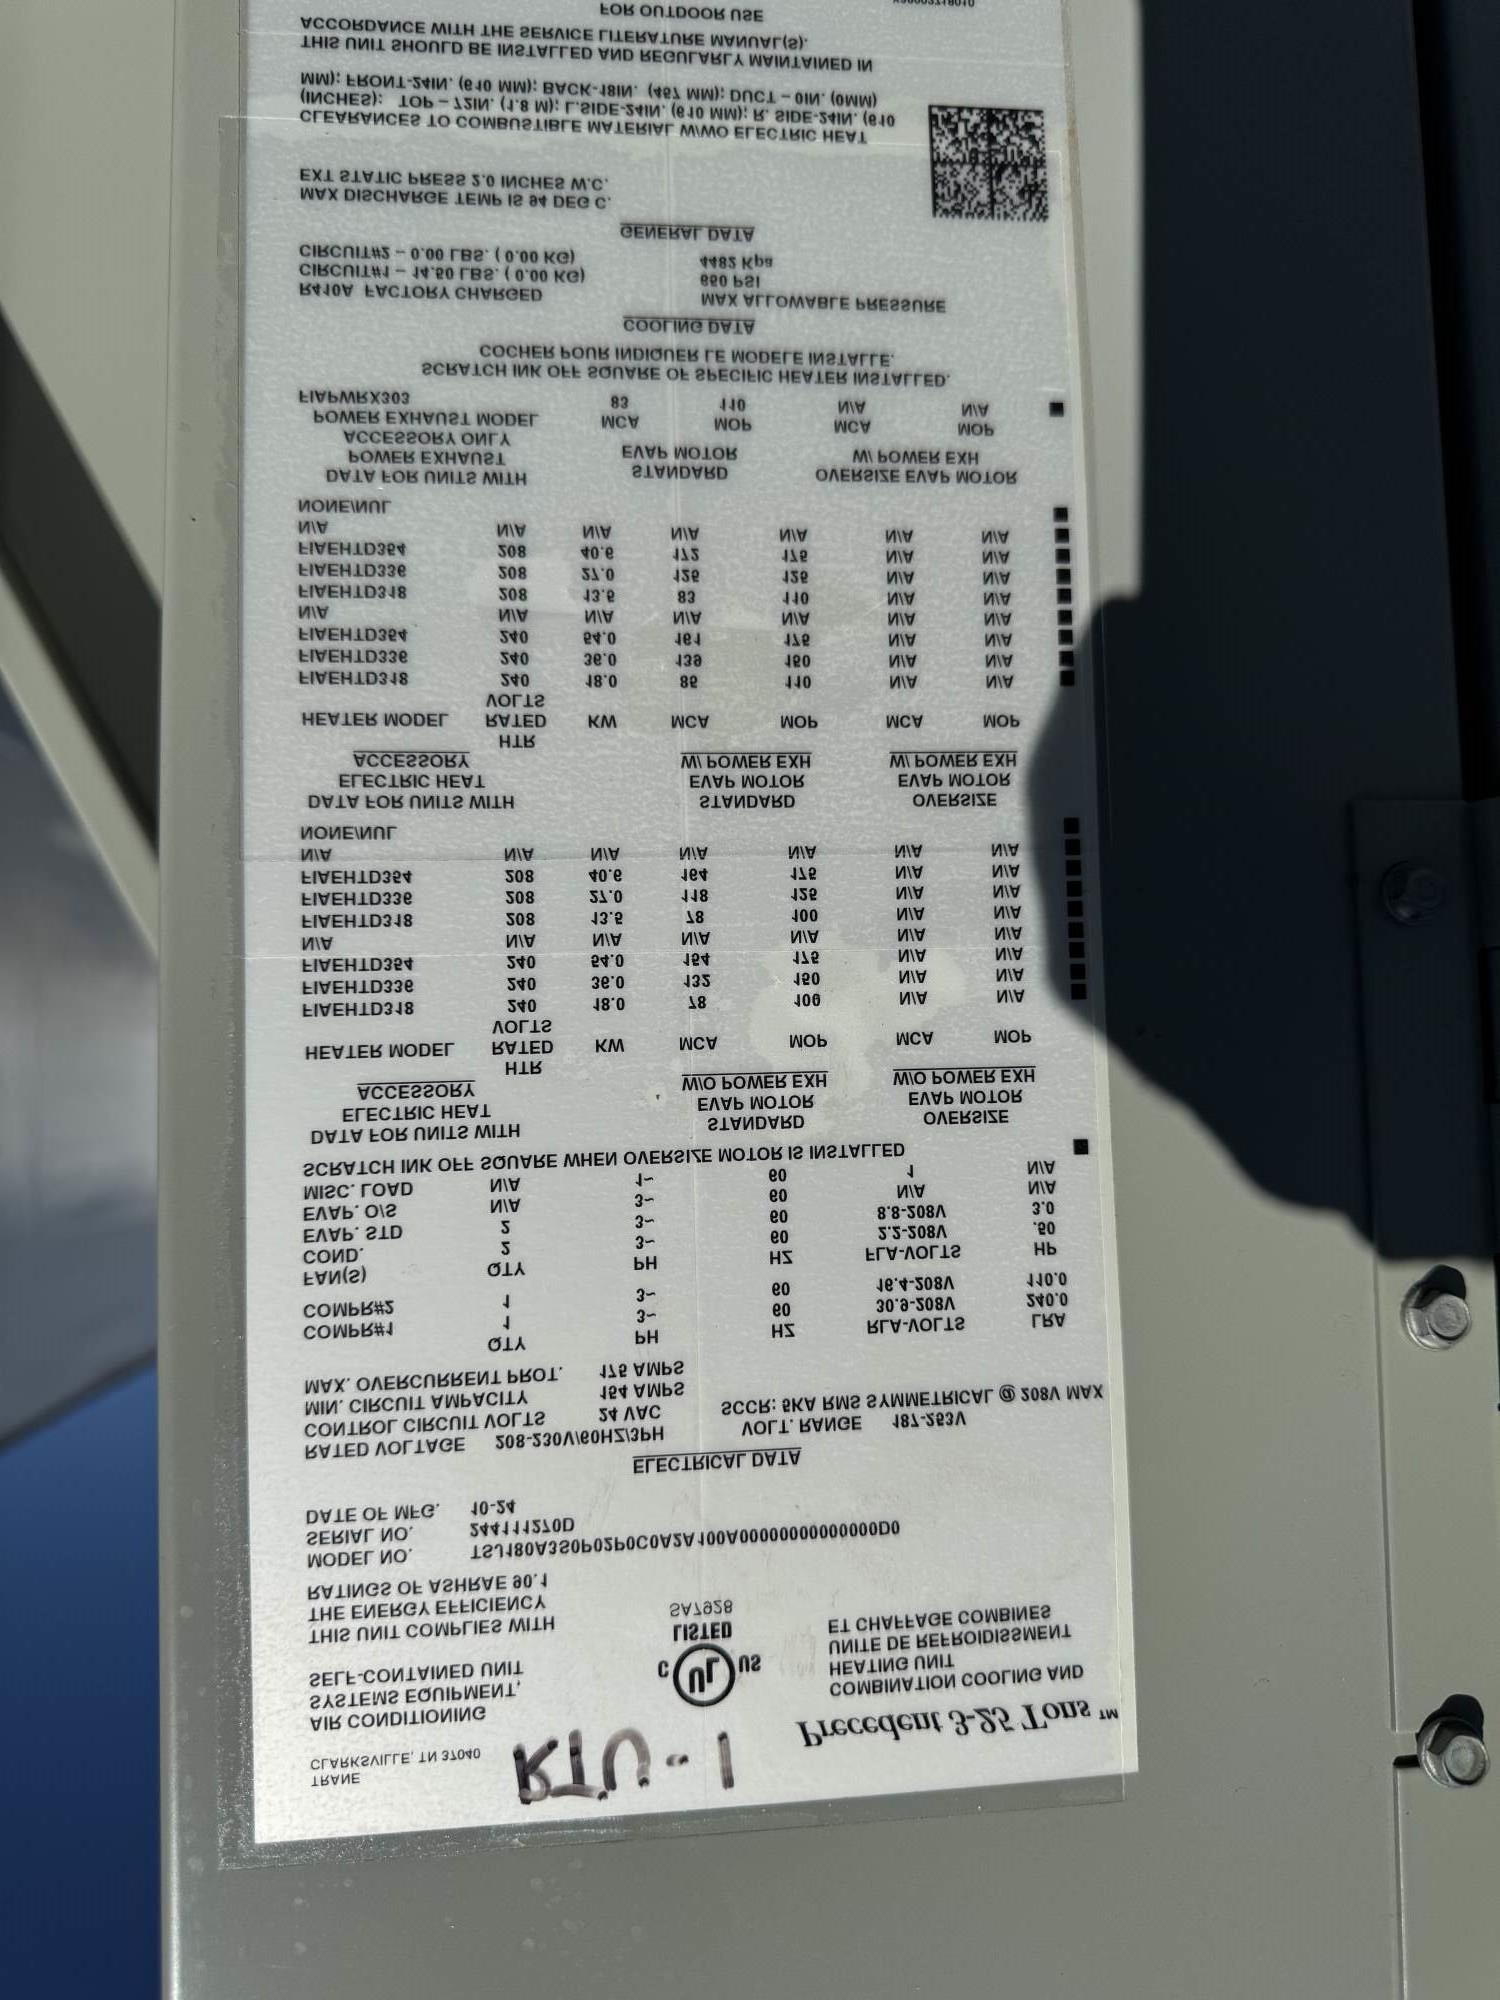 TRANE
CLARKSVILLE, TN 37040
RTU-1
Precedent 3-25 Tons™
AIR CONDITIONING
SYSTEMS EQUIPMENT,
SELF-CONTAINED UNIT
C UL US
LISTED
SA7928
COMBINATION COOLING AND
HEATING UNIT
UNITE DE REFROIDISSMENT
ET CHAFFAGE COMBINES
THIS UNIT COMPLIES WITH
THE ENERGY EFFICIENCY
RATINGS OF ASHRAE 90.1
MODEL NO. TSJ180A3S0P02P0C0A2A100A00000000000000D0
SERIAL NO. 244111270D
DATE OF MFG. 10-24
ELECTRICAL DATA
RATED VOLTAGE 208-230V/60HZ/3PH VOLT. RANGE 187-253V
CONTROL CIRCUIT VOLTS 24 VAC SCCR: 5KA RMS SYMMETRICAL @ 208V MAX
MIN. CIRCUIT AMPACITY 154 AMPS
MAX. OVERCURRENT PROT. 175 AMPS
QTY PH HZ RLA-VOLTS LRA
COMPR#1 1 3~ 60 30.9-208V 240.0
COMPR#2 1 3~ 60 16.4-208V 110.0
FAN(S) QTY PH HZ FLA-VOLTS HP
COND. 2 3~ 60 2.2-208V .50
EVAP. STD 2 3~ 60 8.8-208V 3.0
EVAP. O/S N/A 3~ 60 N/A N/A
MISC. LOAD N/A 1~ 60 1 N/A
SCRATCH INK OFF SQUARE WHEN OVERSIZE MOTOR IS INSTALLED
DATA FOR UNITS WITH STANDARD OVERSIZE
ELECTRIC HEAT EVAP MOTOR EVAP MOTOR
ACCESSORY W/O POWER EXH W/O POWER EXH
HTR
HEATER MODEL RATED KW MCA MOP MCA MOP
VOLTS
FIAEHTD318 240 18.0 78 100 N/A N/A
FIAEHTD336 240 36.0 132 150 N/A N/A
FIAEHTD354 240 54.0 154 175 N/A N/A
N/A N/A N/A N/A N/A N/A N/A
FIAEHTD318 208 13.5 78 100 N/A N/A
FIAEHTD336 208 27.0 118 125 N/A N/A
FIAEHTD354 208 40.6 164 175 N/A N/A
N/A N/A N/A N/A N/A N/A N/A
NONE/NUL
DATA FOR UNITS WITH STANDARD OVERSIZE
ELECTRIC HEAT EVAP MOTOR EVAP MOTOR
ACCESSORY W/ POWER EXH W/ POWER EXH
HTR
HEATER MODEL RATED KW MCA MOP MCA MOP
VOLTS
FIAEHTD318 240 18.0 110 N/A N/A
FIAEHTD336 240 36.0 139 150 N/A N/A
FIAEHTD354 240 54.0 161 175 N/A N/A
N/A N/A N/A N/A N/A N/A N/A
FIAEHTD318 208 13.5 83 110 N/A N/A
FIAEHTD336 208 27.0 125 125 N/A N/A
FIAEHTD354 208 40.6 172 175 N/A N/A
N/A N/A N/A N/A N/A N/A N/A
NONE/NUL
DATA FOR UNITS WITH STANDARD OVERSIZE EVAP MOTOR
POWER EXHAUST EVAP MOTOR W/ POWER EXH
ACCESSORY ONLY
POWER EXHAUST MODEL MCA MOP MCA MOP
FIAPWRX303 83 110 N/A N/A
SCRATCH INK OFF SQUARE OF SPECIFIC HEATER INSTALLED.
COCHER POUR INDIQUER LE MODELE INSTALLE.
COOLING DATA
R410A FACTORY CHARGED MAX ALLOWABLE PRESSURE
CIRCUIT#1 – LBS. ( 0.00 KG) 650 PSI
CIRCUIT#2 – 0.00 LBS. ( 0.00 KG) 4482 Kpa
GENERAL DATA
MAX DISCHARGE TEMP IS 94 DEG C.
EXT STATIC PRESS 2.0 INCHES W.C.
CLEARANCES TO COMBUSTIBLE MATERIAL W/WO ELECTRIC HEAT
(INCHES): TOP – 72IN. (1.8 M); L.SIDE-24IN. (610 MM); R. SIDE-24IN. (610
MM); FRONT-24IN. (610 MM); BACK-18IN. (457 MM); DUCT – 0IN. (0MM)
THIS UNIT SHOULD BE INSTALLED AND REGULARLY MAINTAINED IN
ACCORDANCE WITH THE SERVICE LITERATURE MANUAL(S).
FOR OUTDOOR USE